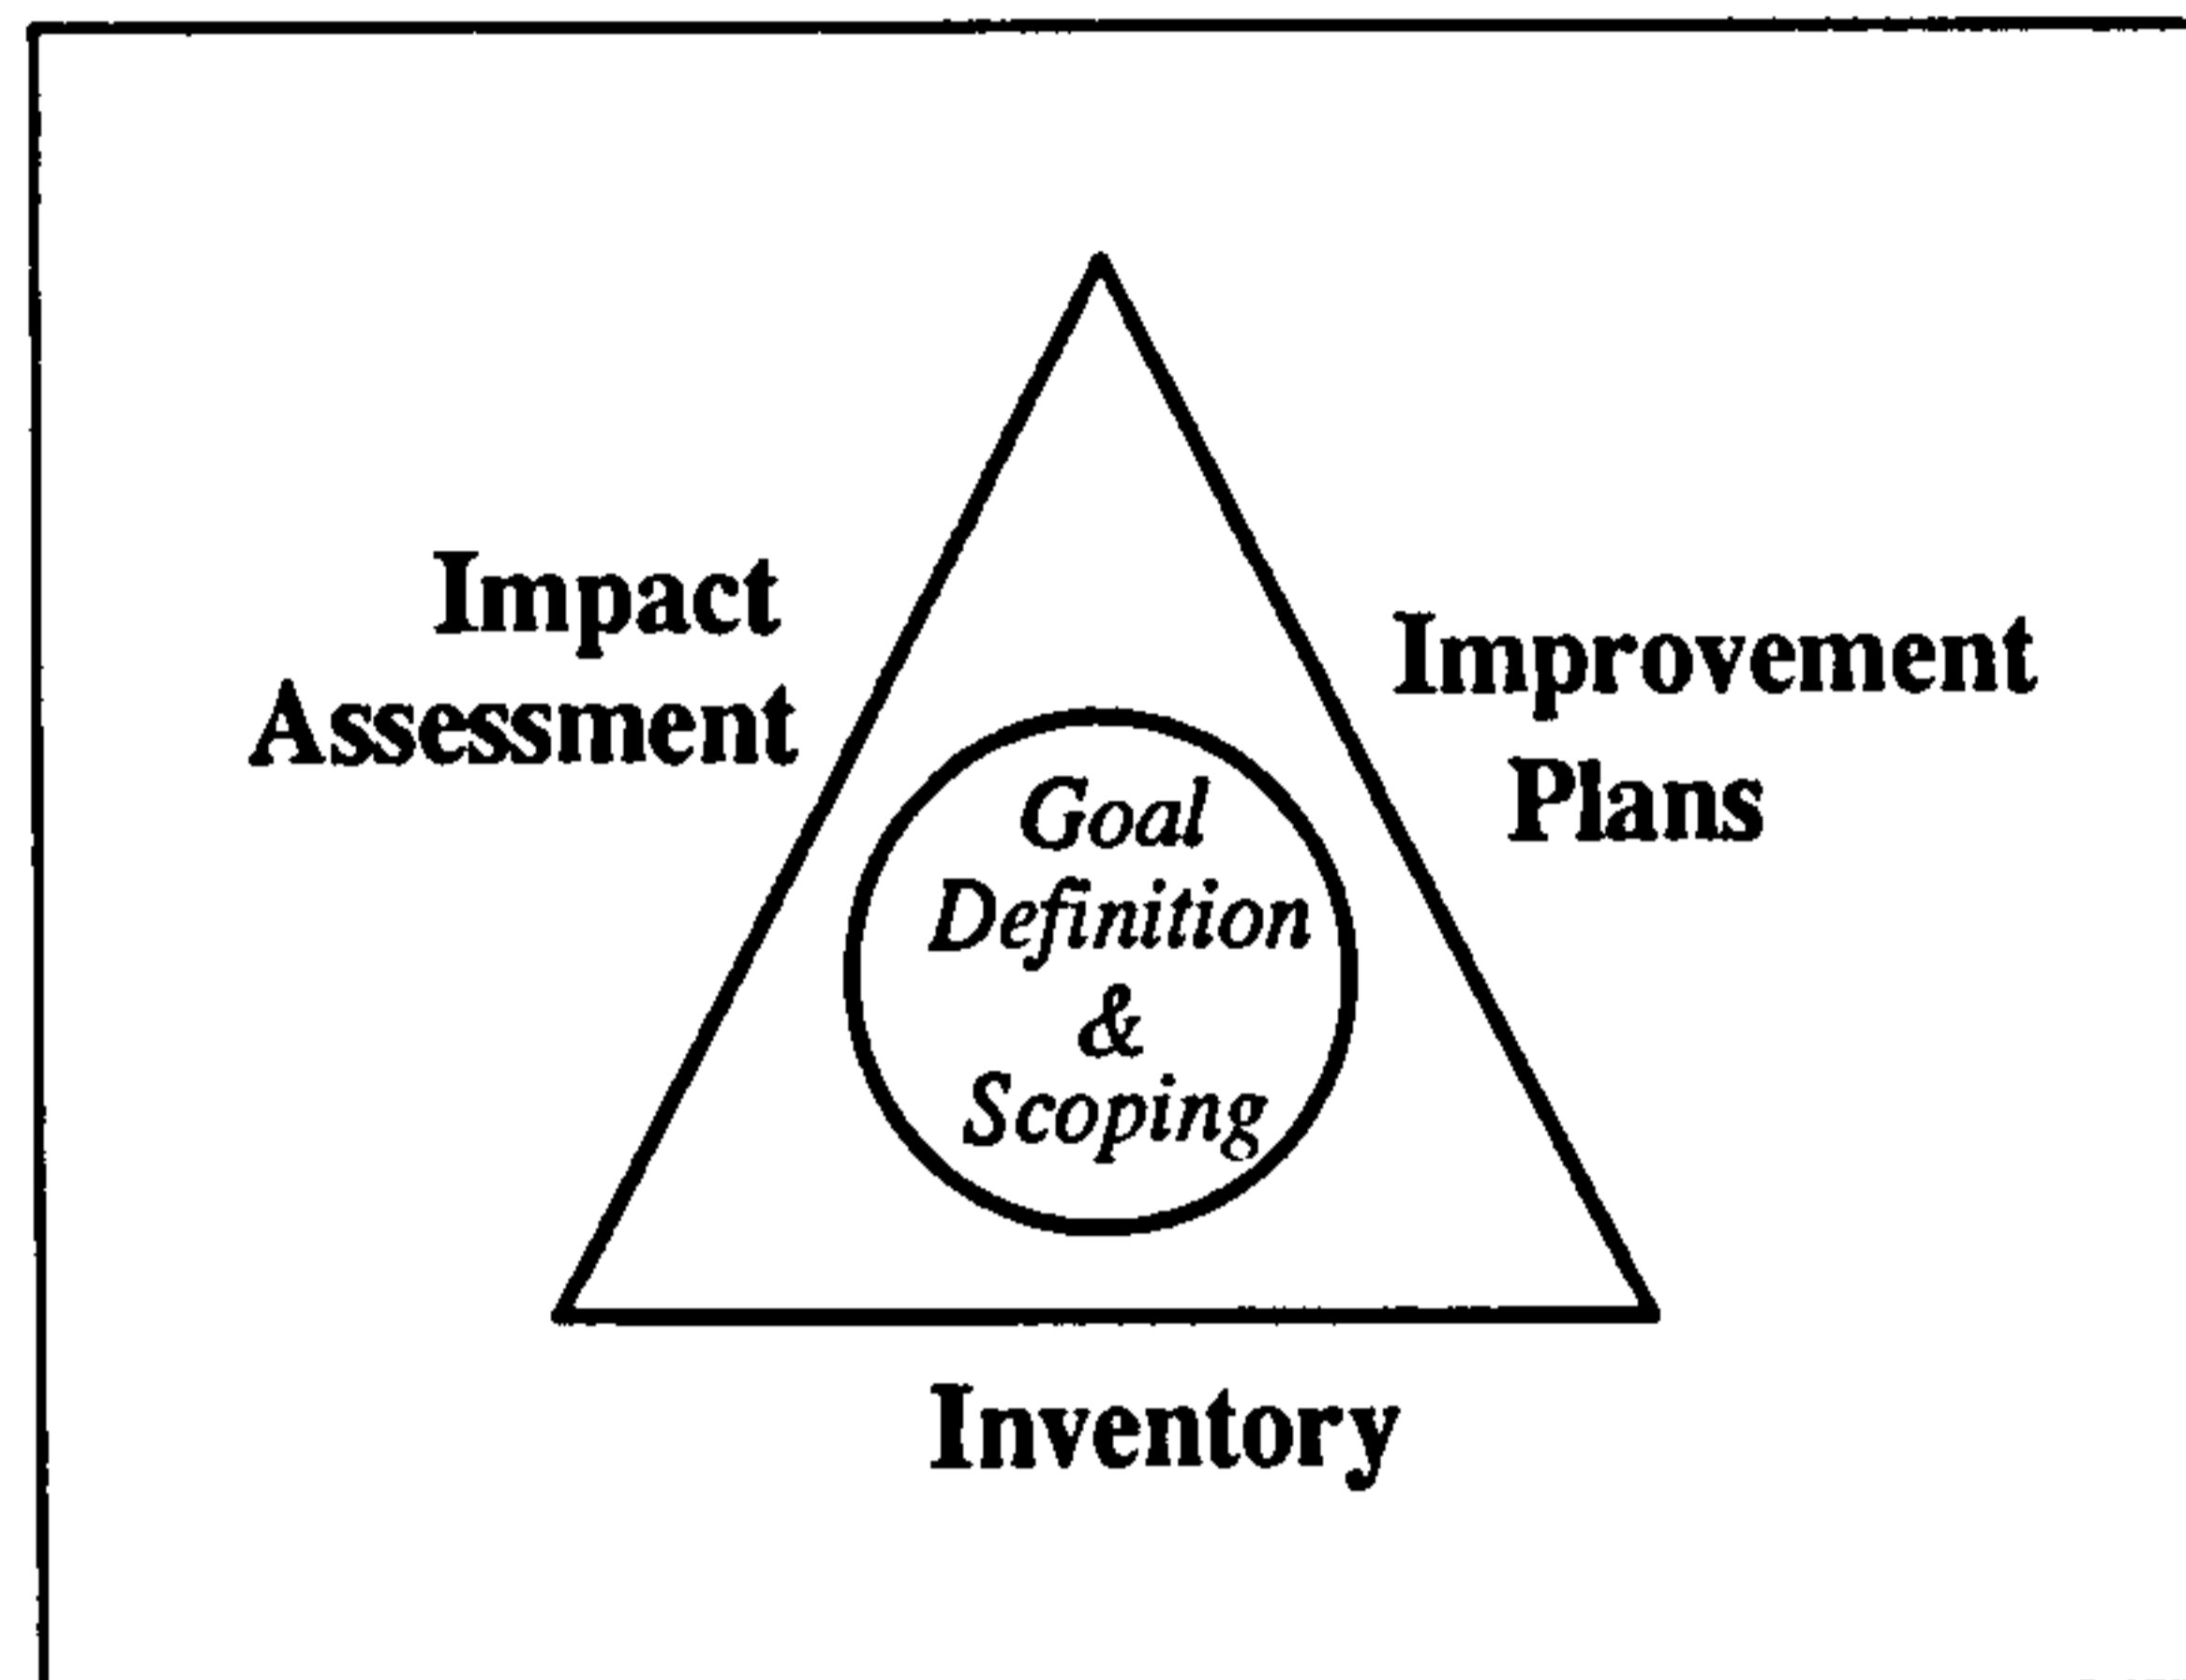 Impact
Assessment
Improvement
Plans
Goal
Definition
&
Scoping
Inventory